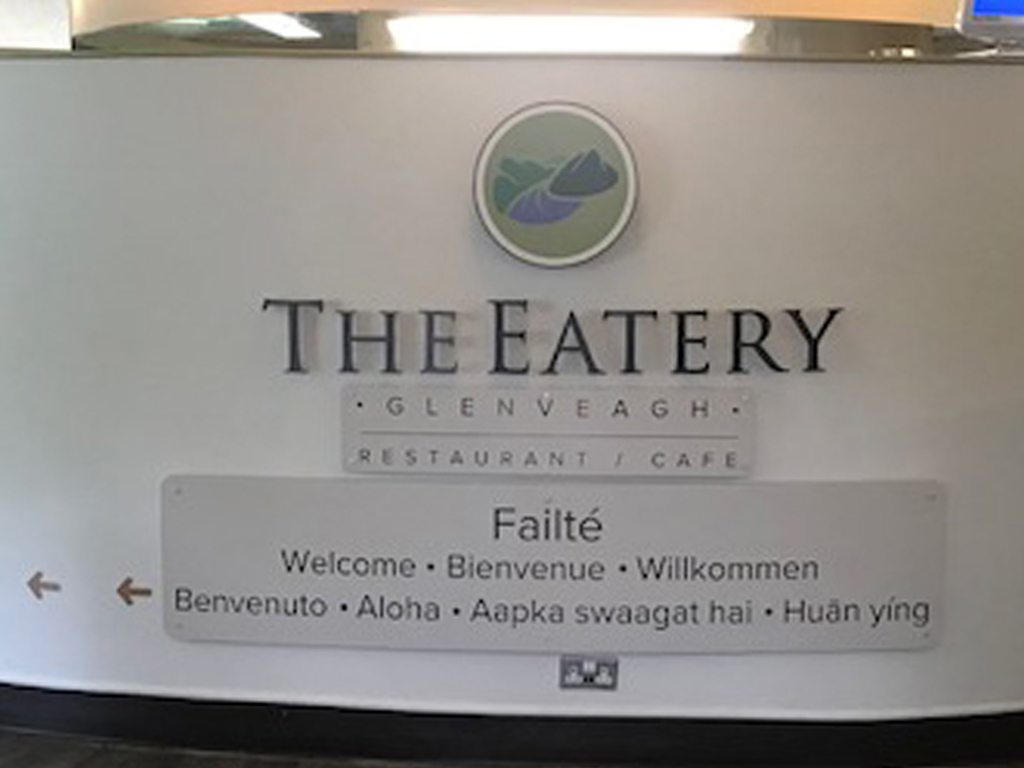 THE EATERY
• GLENVEAGH •
RESTAURANT / CAFE
Failté
Welcome • Bienvenue • Willkommen
Benvenuto • Aloha • Aapka swaagat hai • Huān yíng